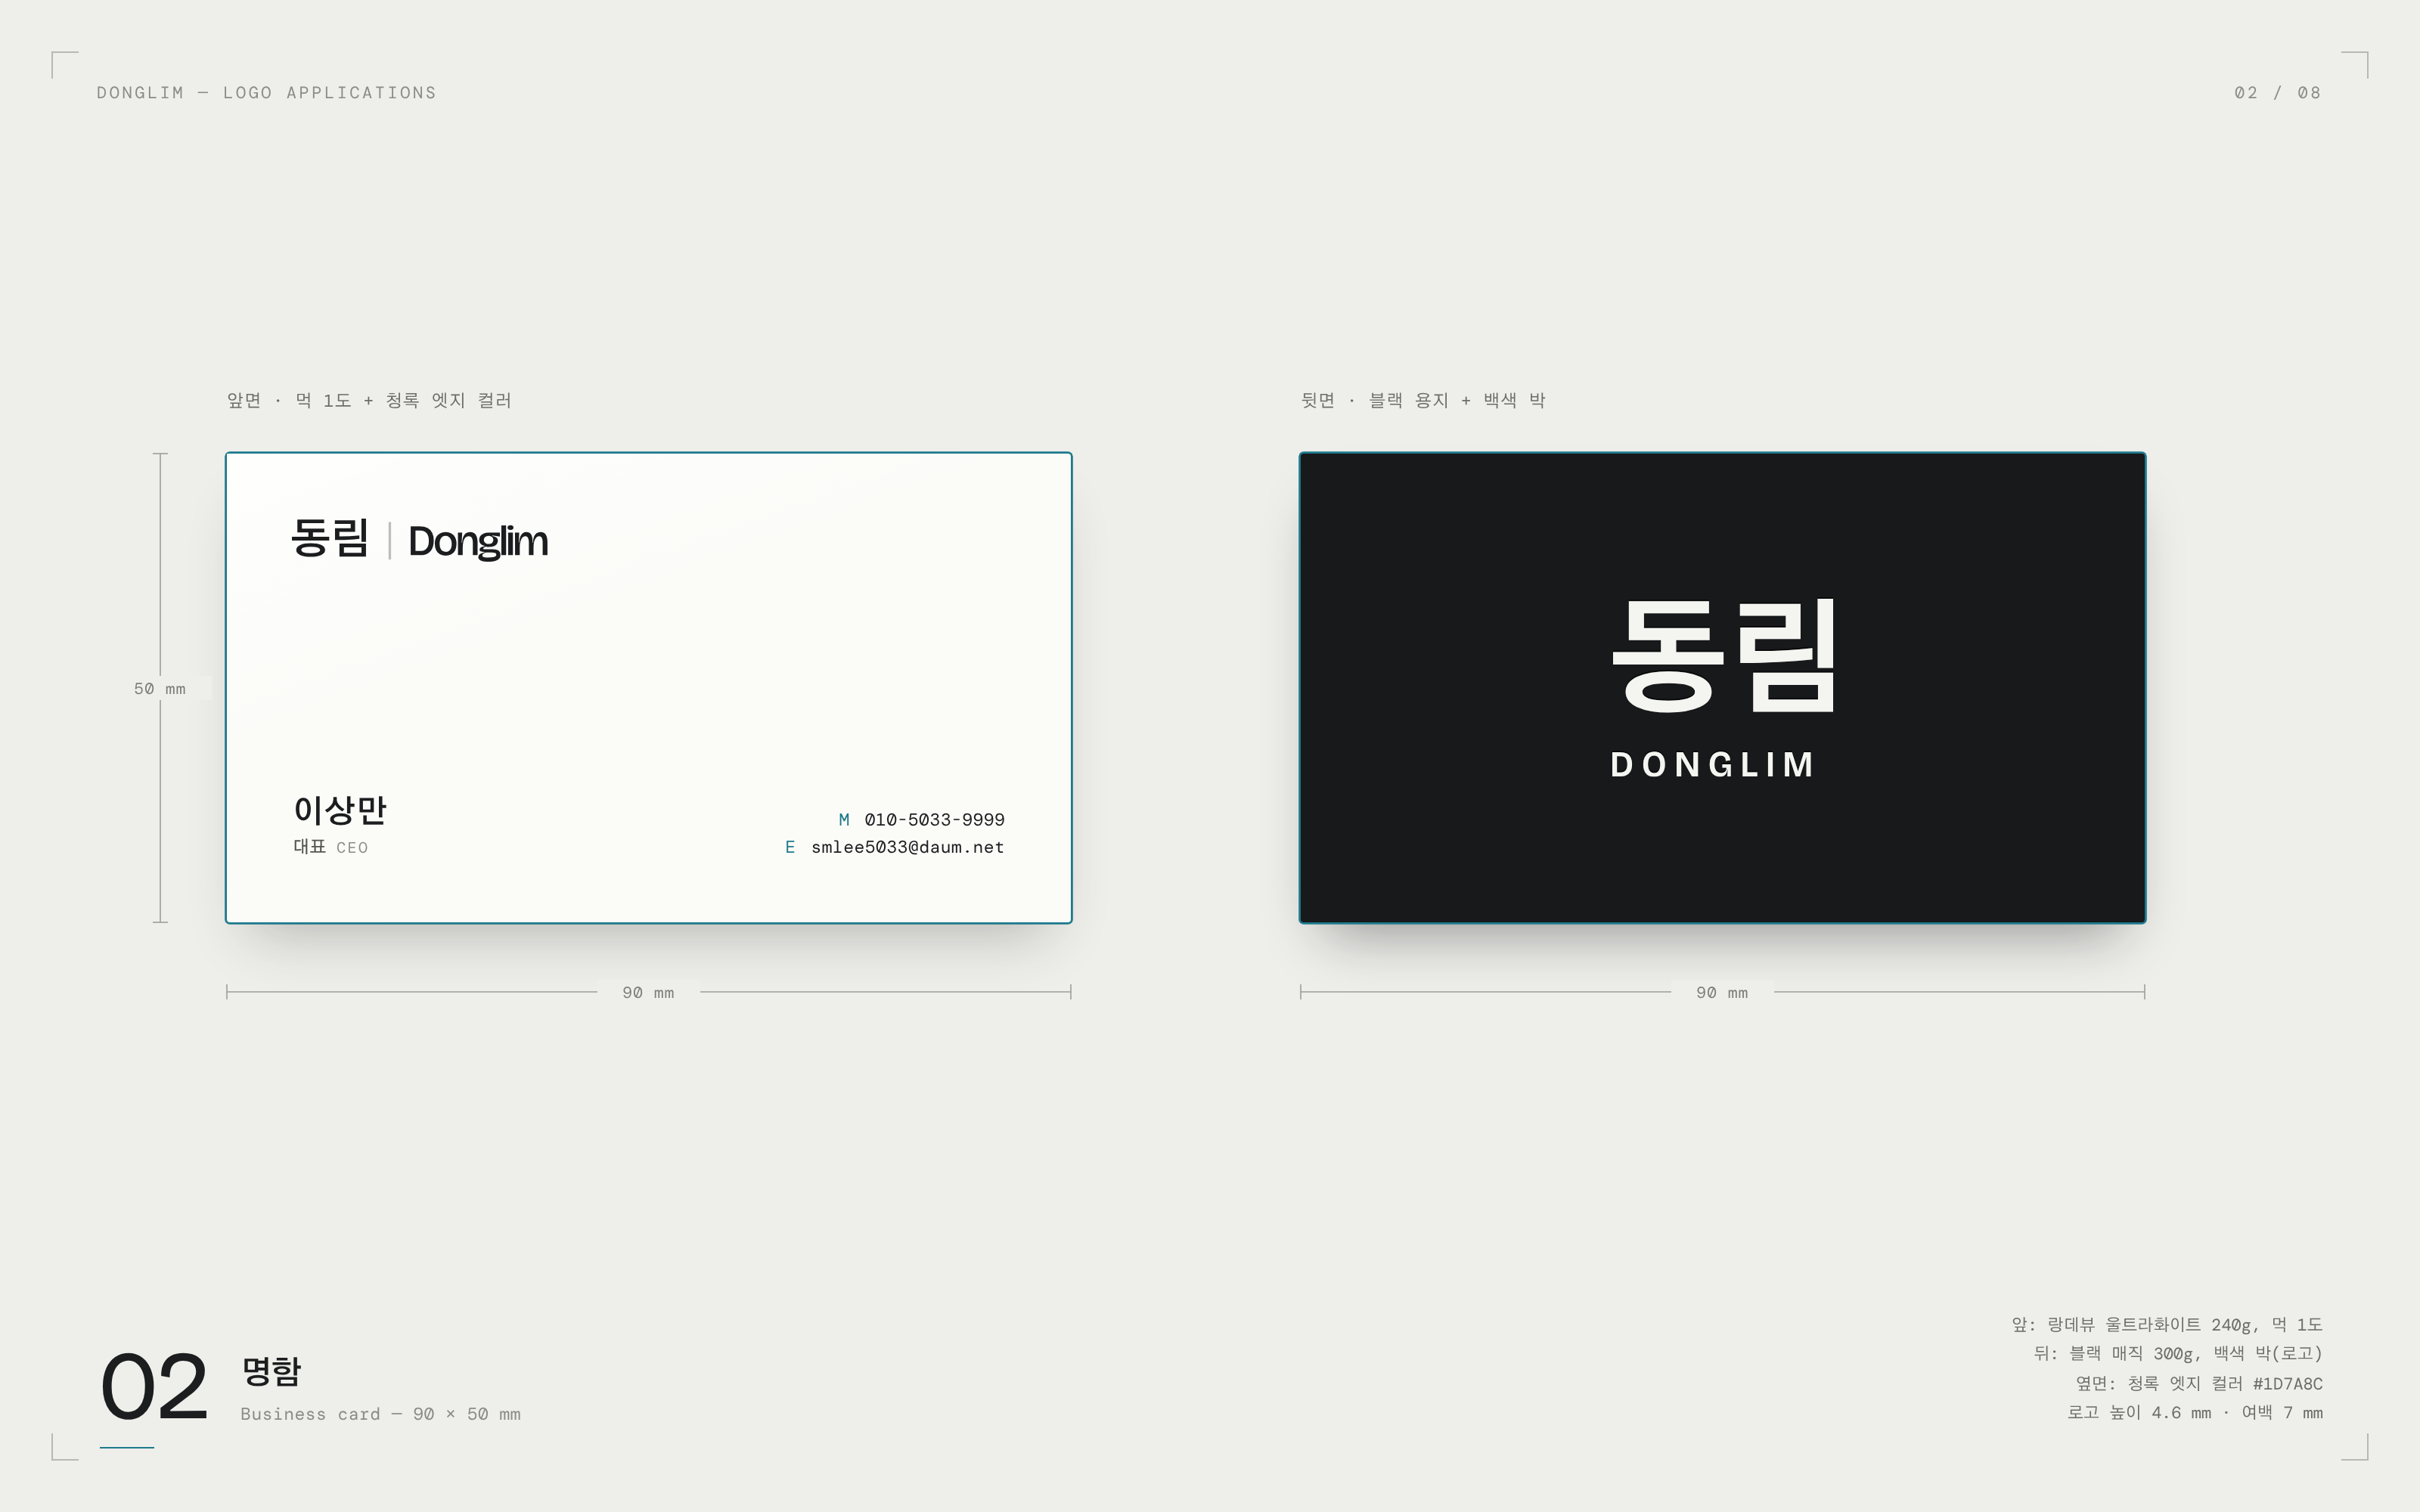 DONGLIM — LOGO APPLICATIONS
02 / 08
앞면 · 먹 1도 + 청록 엣지 컬러
뒷면 · 블랙 용지 + 백색 박
동림 | Donglim
50 mm
이상만
대표 CEO
M 010-5033-9999
E smlee5033@daum.net
동림
DONGLIM
90 mm
90 mm
02
명함
Business card — 90 × 50 mm
앞: 랑데뷰 울트라화이트 240g, 먹 1도
뒤: 블랙 매직 300g, 백색 박(로고)
옆면: 청록 엣지 컬러 #1D7A8C
로고 높이 4.6 mm · 여백 7 mm